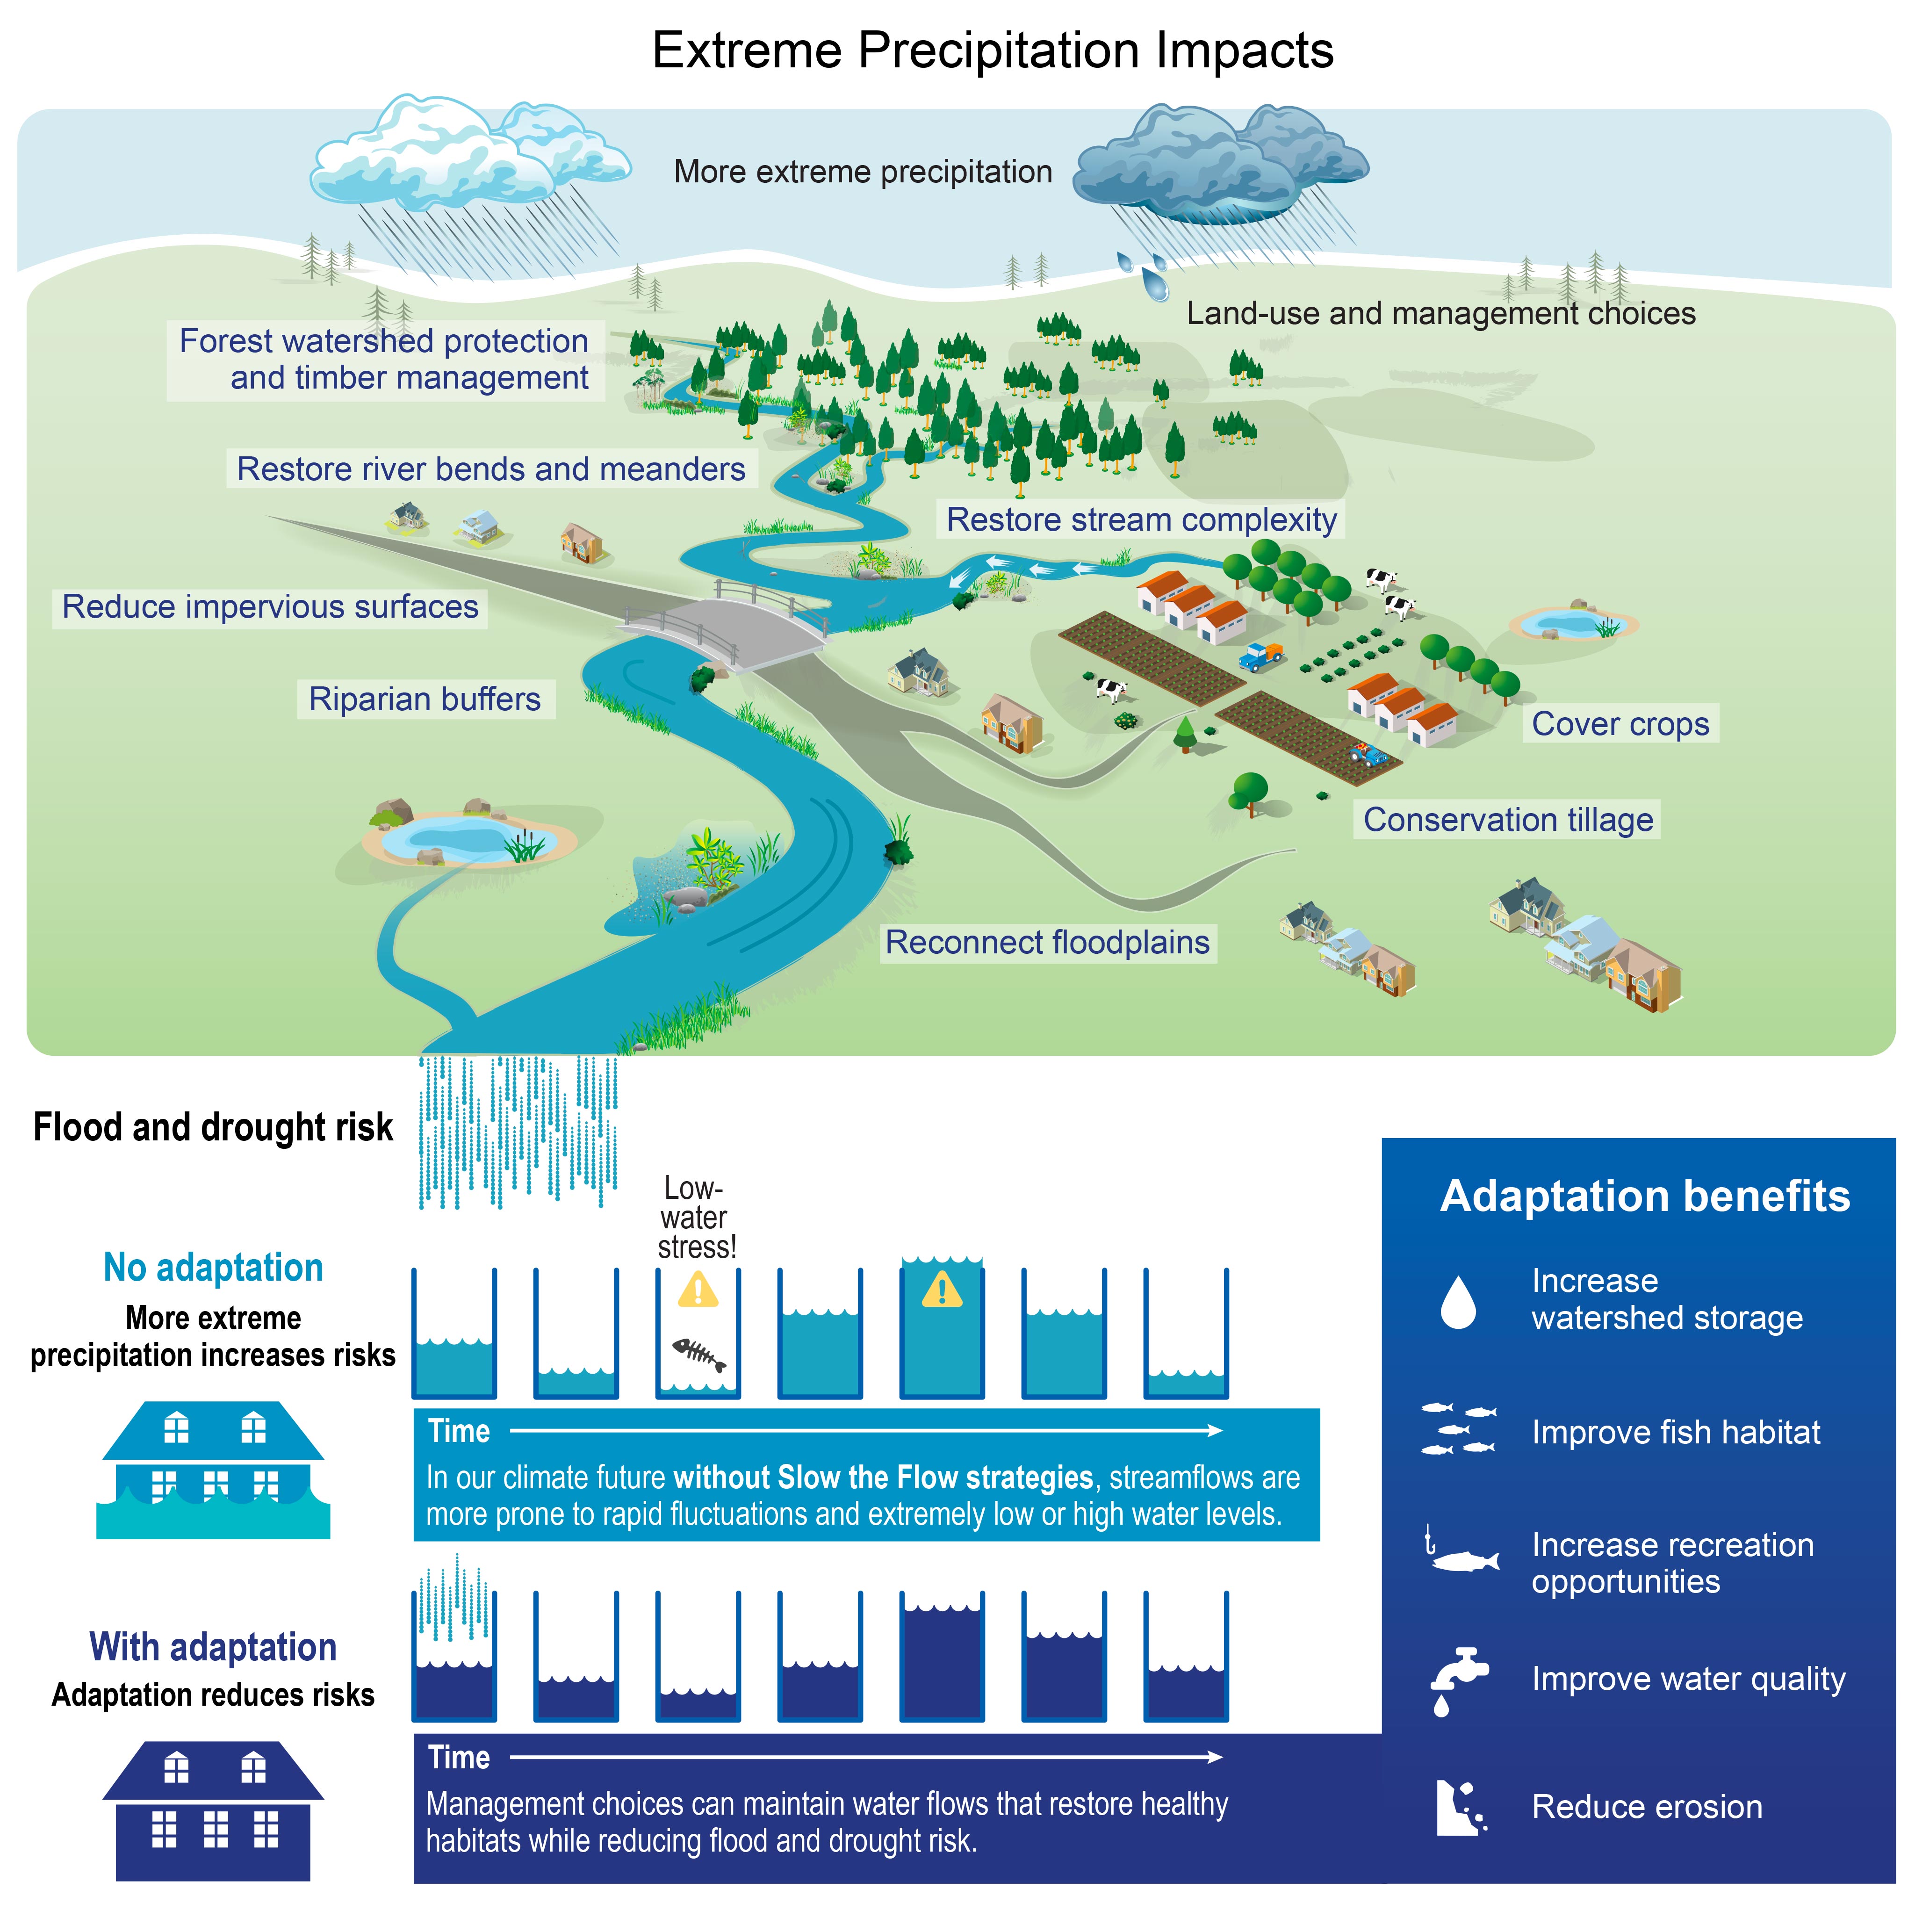 Extreme Precipitation Impacts
More extreme precipitation
Land-use and management choices
Forest watershed protection
and timber management
Restore river bends and meanders
Restore stream complexity
Reduce impervious surfaces
Riparian buffers
Cover crops
Conservation tillage
Reconnect floodplains
Flood and drought risk
Low-
water
stress!
No adaptation
More extreme
precipitation increases risks
Time
In our climate future without Slow the Flow strategies, streamflows are
more prone to rapid fluctuations and extremely low or high water levels.
With adaptation
Adaptation reduces risks
Time
Management choices can maintain water flows that restore healthy
habitats while reducing flood and drought risk.
Adaptation benefits
Increase
watershed storage
Improve fish habitat
Increase recreation
opportunities
Improve water quality
Reduce erosion